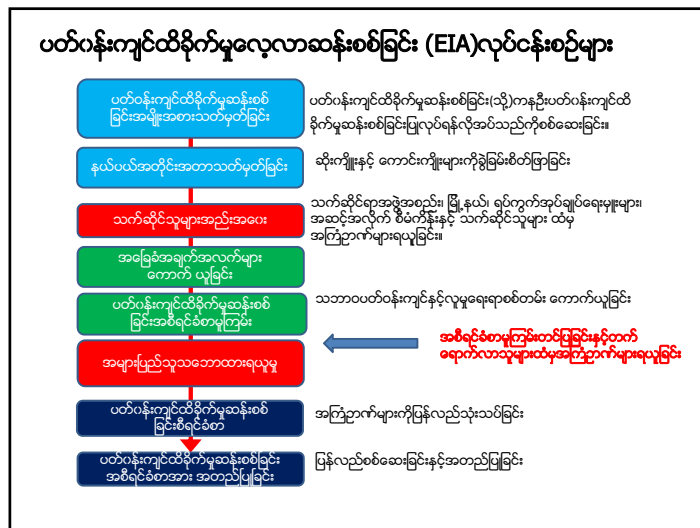 ပတ်ဝန်းကျင်ထိခိုက်မှုလေ့လာဆန်းစစ်ခြင်း (EIA)လုပ်ငန်းစဉ်များ
ပတ်ဝန်းကျင်ထိခိုက်မှုဆန်းစစ်
ခြင်းအမျိုးအစားသတ်မှတ်ခြင်း
ပတ်ဝန်းကျင်ထိခိုက်မှုဆန်းစစ်ခြင်း(သို့)ကနဦးပတ်ဝန်းကျင်ထိ
ခိုက်မှုဆန်းစစ်ခြင်းပြုလုပ်ရန်လိုအပ်သည်ကိုစစ်ဆေးခြင်း။
နယ်ပယ်အတိုင်းအတာသတ်မှတ်ခြင်း
ဆိုးကျိုးနှင့် ကောင်းကျိုးများကိုခွဲခြမ်းစိတ်ဖြာခြင်း
သက်ဆိုင်သူများအည်းအဝေး
သက်ဆိုင်ရာအဖွဲ့အစည်း၊ မြို့နယ်၊ ရပ်ကွက်အုပ်ချုပ်ရေးမှူးများ၊
အဆင့်အလိုက် စီမံကိန်းနှင့် သက်ဆိုင်သူများ ထံမှ
အကြံဥာဏ်များရယူခြင်း။
အခြေခံအချက်အလက်များ
ကောက် ယူခြင်း
ပတ်ဝန်းကျင်ထိခိုက်မှုဆန်းစစ်
ခြင်းအစီရင်ခံစာမူကြမ်း
သဘာဝပတ်ဝန်းကျင်နှင့်လူမှုရေးရာစစ်တမ်း ကောက်ယူခြင်း
အများပြည်သူသဘောထားရယူမှု
အစီရင်ခံစာမူကြမ်းတင်ပြခြင်းနှင့်တက်
ရောက်လာသူများထံမှအကြံဥာဏ်များရယူခြင်း
ပတ်ဝန်းကျင်ထိခိုက်မှုဆန်းစစ်
ခြင်းစီရင်ခံစာ
အကြံဥာဏ်များကိုပြန်လည်သုံးသပ်ခြင်း
ပတ်ဝန်းကျင်ထိခိုက်မှုဆန်းစစ်ခြင်း
အစီရင်ခံစာအား အတည်ပြုခြင်း
ပြန်လည်စစ်ဆေးခြင်းနှင့်အတည်ပြုခြင်း